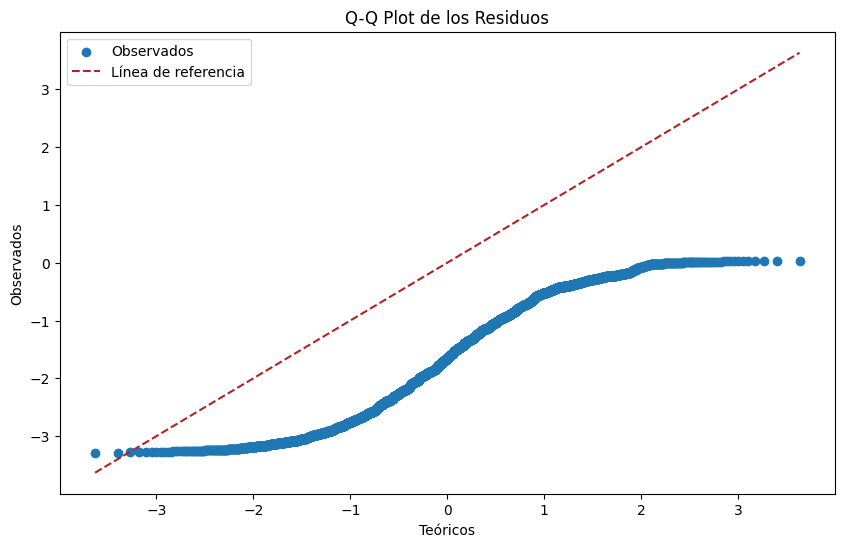 Q-Q Plot de los Residuos
Observados
Línea de referencia
3
2
1
0
−1
−2
−3
Observados
−3
−2
−1
0
1
2
3
Teóricos